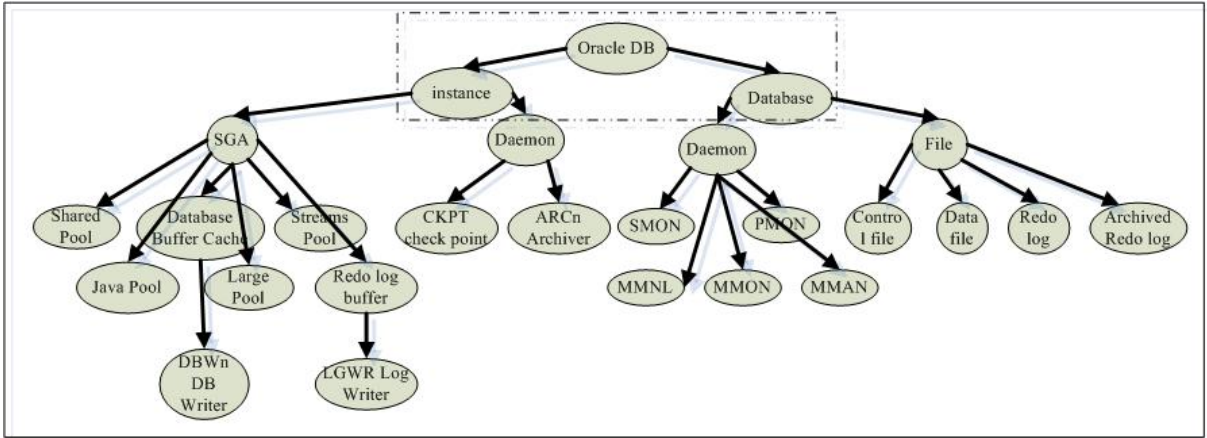 Oracle DB
instance
Database
SGA
Daemon
Daemon
File
Shared
Pool
Database
Buffer Cache
Streams
Pool
CKPT
check point
ARCn
Archiver
SMON
PMON
Contro
l file
Data
file
Redo
log
Archived
Redo log
Java Pool
Large
Pool
Redo log
buffer
MMNL
MMON
MMAN
DBWn
DB
Writer
LGWR Log
Writer